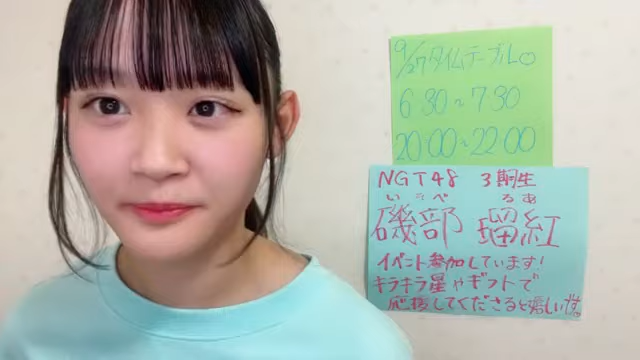 9/27タイムテーブル
6:30〜7:30
20:00〜22:00
NGT48 3期生
いそべ るあ
磯部 瑠紅
イベント参加しています!
キラキラ星やギフトで
応援してくださると嬉しいです。